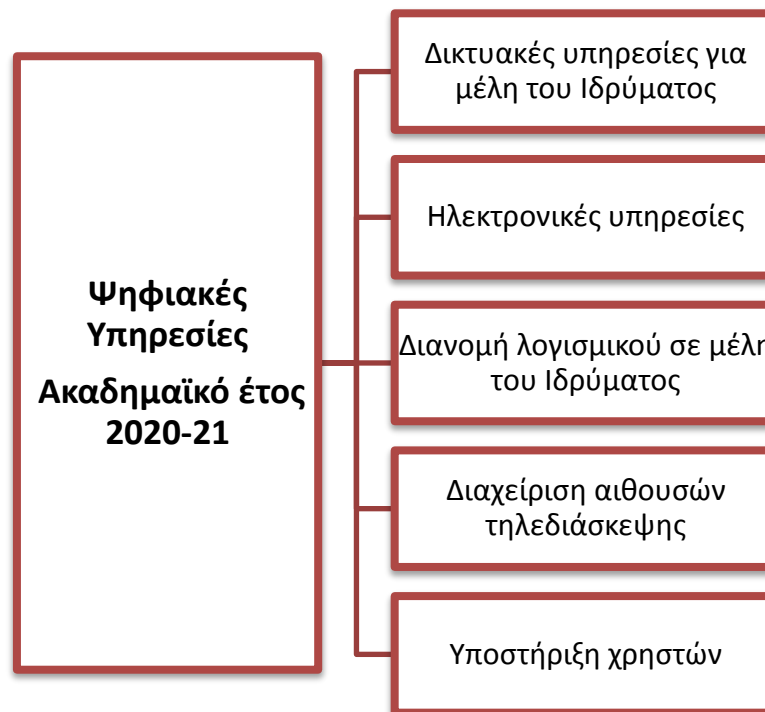 Ψηφιακές
Υπηρεσίες
Ακαδημαϊκό έτος
2020-21
Δικτυακές υπηρεσίες για
μέλη του Ιδρύματος
Ηλεκτρονικές υπηρεσίες
Διανομή λογισμικού σε μέλη
του Ιδρύματος
Διαχείριση αιθουσών
τηλεδιάσκεψης
Υποστήριξη χρηστών